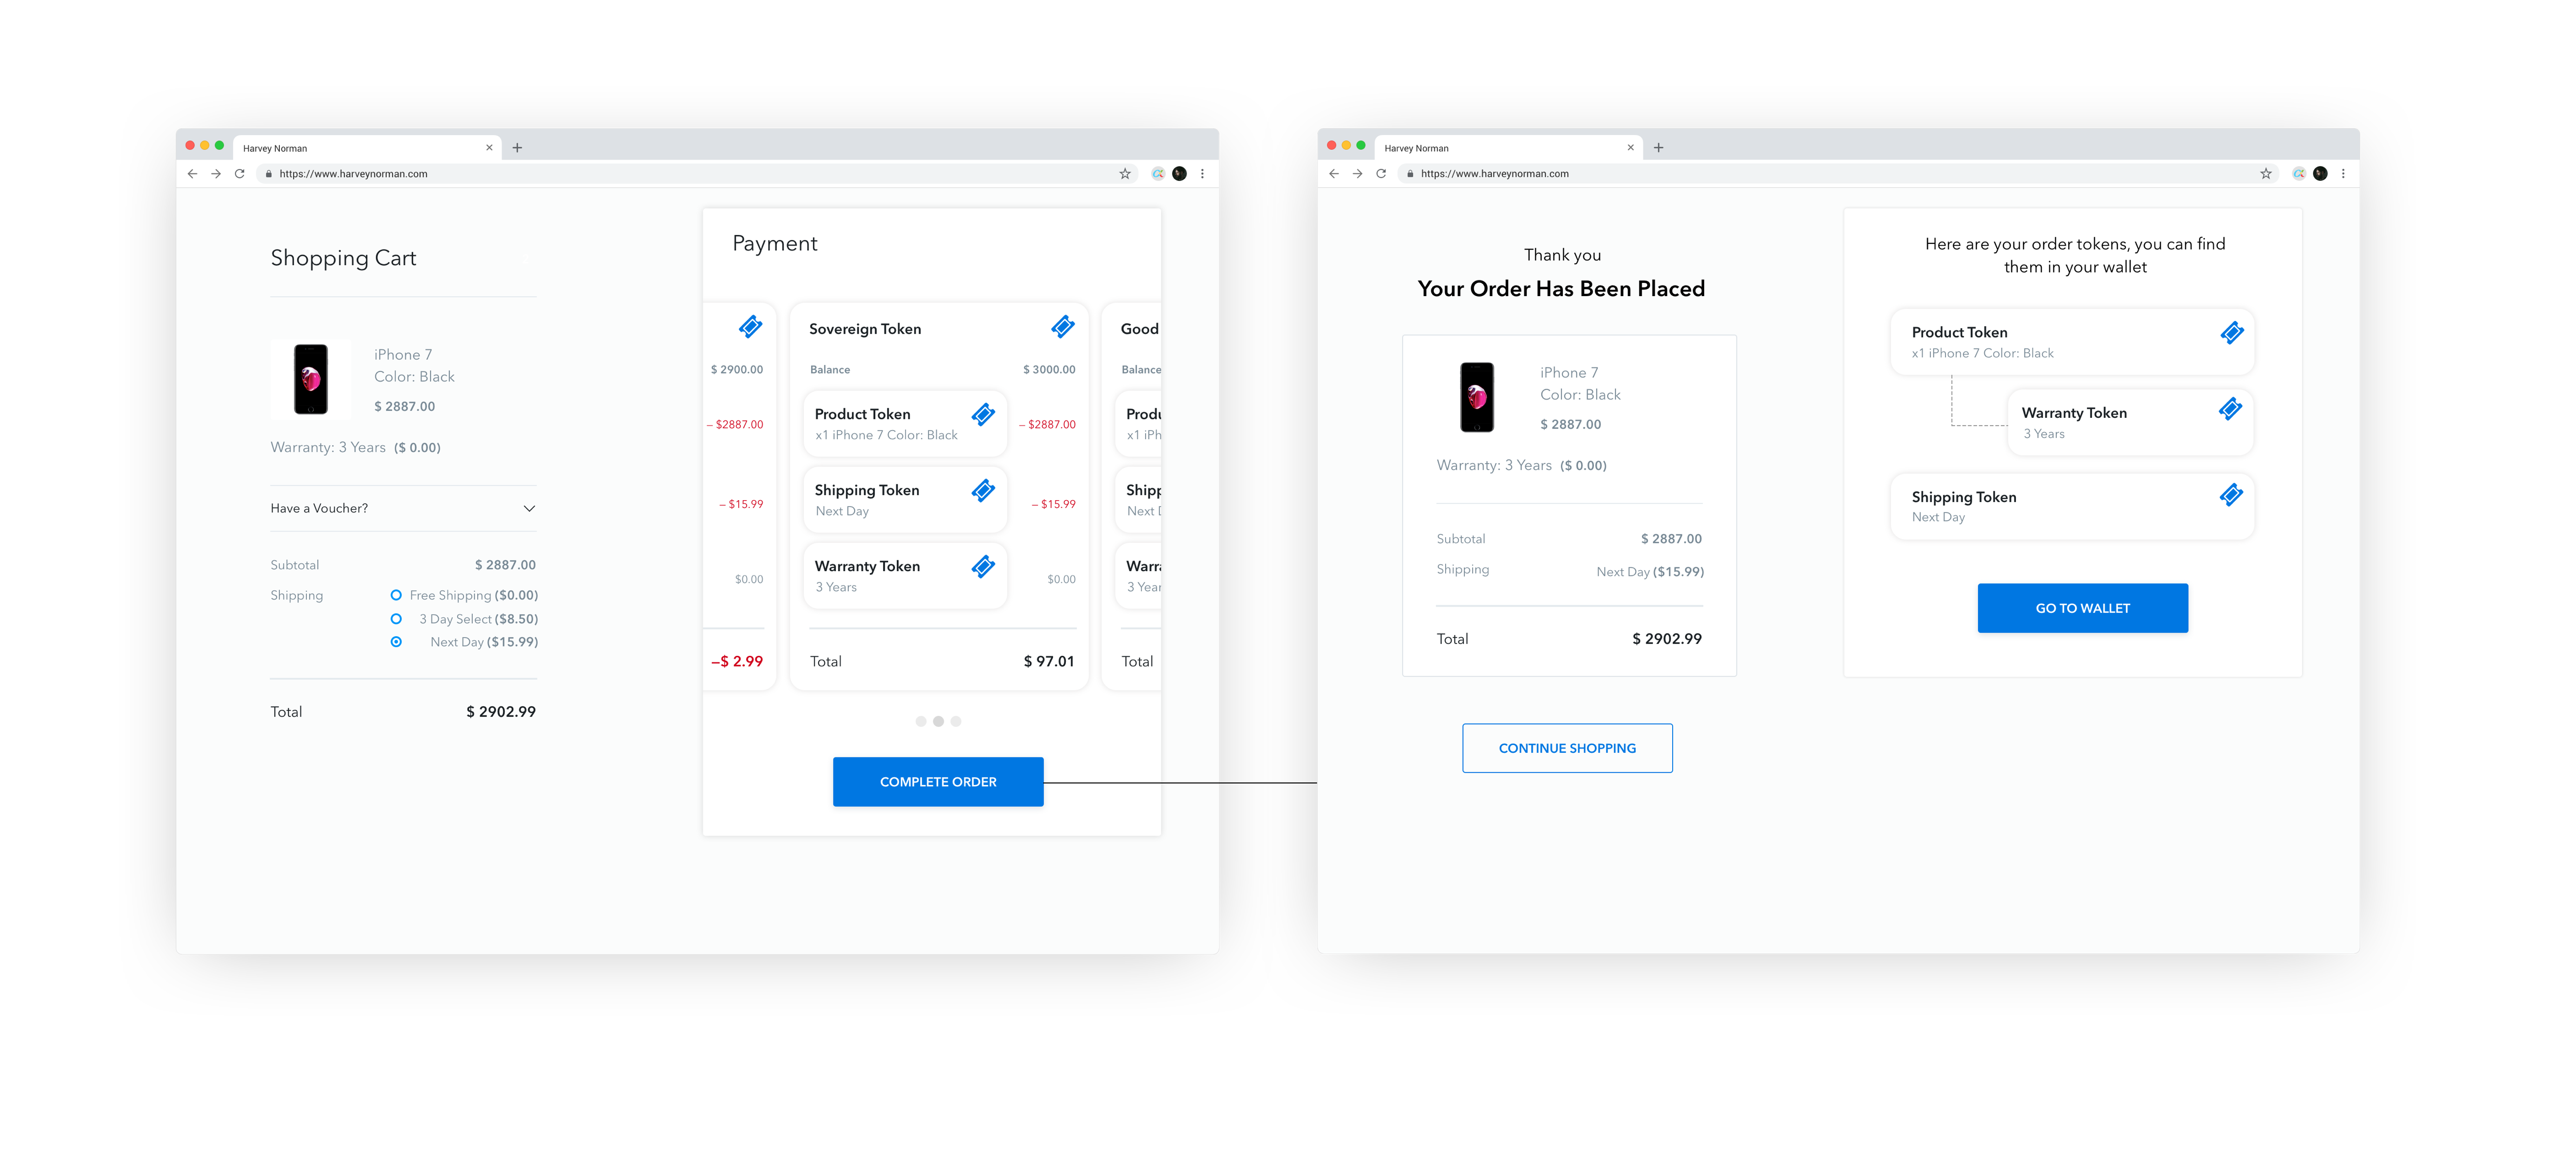 Harvey Norman
https://www.harveynorman.com
Shopping Cart
iPhone 7
Color: Black
$ 2887.00
Warranty: 3 Years ($ 0.00)
Have a Voucher?
Subtotal $ 2887.00
Shipping Free Shipping ($0.00)
3 Day Select ($8.50)
Next Day ($15.99)
Total $ 2902.99
Payment
$ 2900.00
– $2887.00
– $15.99
$0.00
–$ 2.99
Sovereign Token
Balance $ 3000.00
Product Token
x1 iPhone 7 Color: Black
– $2887.00
Shipping Token
Next Day
– $15.99
Warranty Token
3 Years
$0.00
Total $ 97.01
Good
Balance
Produ
x1 iPh
Shipp
Next D
Warra
3 Year
Total
COMPLETE ORDER
Harvey Norman
https://www.harveynorman.com
Thank you
Your Order Has Been Placed
iPhone 7
Color: Black
$ 2887.00
Warranty: 3 Years ($ 0.00)
Subtotal $ 2887.00
Shipping Next Day ($15.99)
Total $ 2902.99
CONTINUE SHOPPING
Here are your order tokens, you can find
them in your wallet
Product Token
x1 iPhone 7 Color: Black
Warranty Token
3 Years
Shipping Token
Next Day
GO TO WALLET